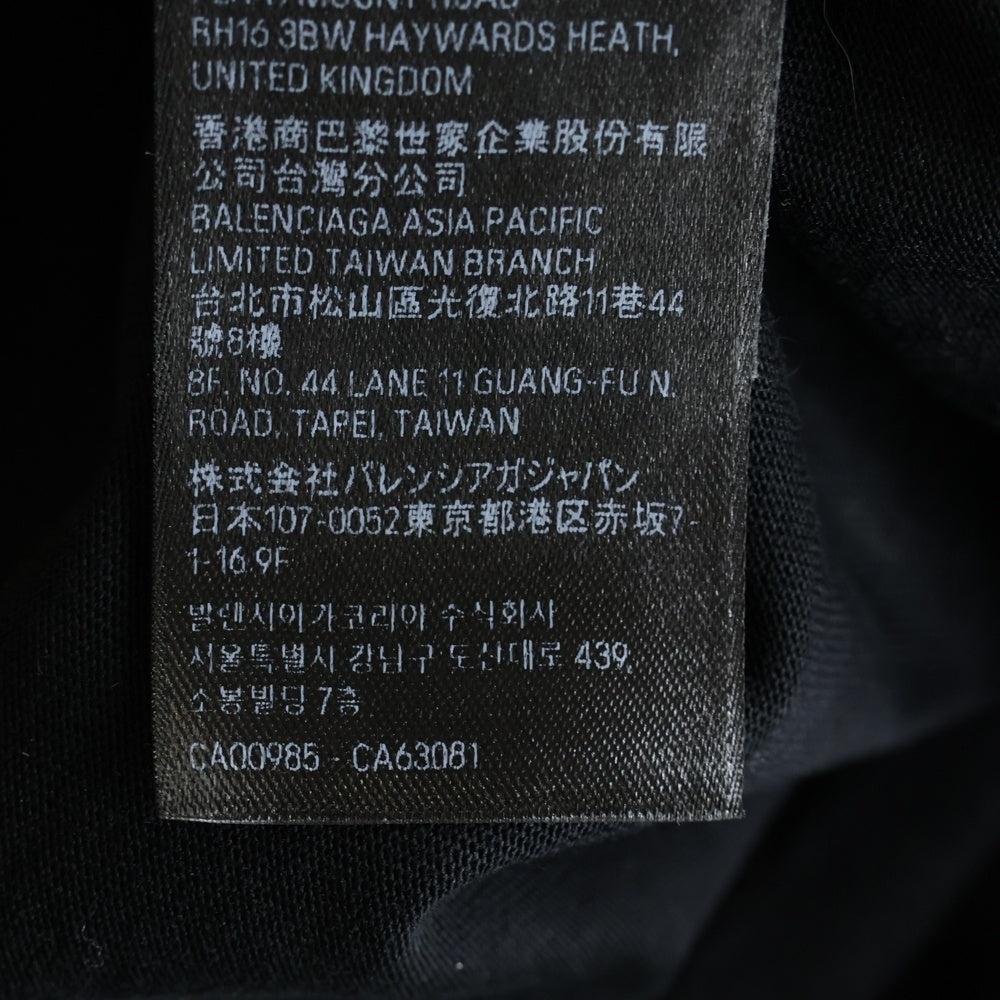 RH16 3BW HAYWARDS HEATH,
UNITED KINGDOM
香港商巴黎世家企業股份有限
公司台灣分公司
BALENCIAGA ASIA PACIFIC
LIMITED TAIWAN BRANCH
台北市松山區光復北路11巷44
號8樓
8F. NO. 44 LANE 11 GUANG-FU N.
ROAD, TAPEI, TAIWAN
株式会社バレンシアガジャパン
日本107-0052東京都港区赤坂7-
1-16 9F
발렌시아가코리아 주식회사
서울특별시 강남구 도산대로 439,
소봉빌딩 7층
CA00985 - CA63081